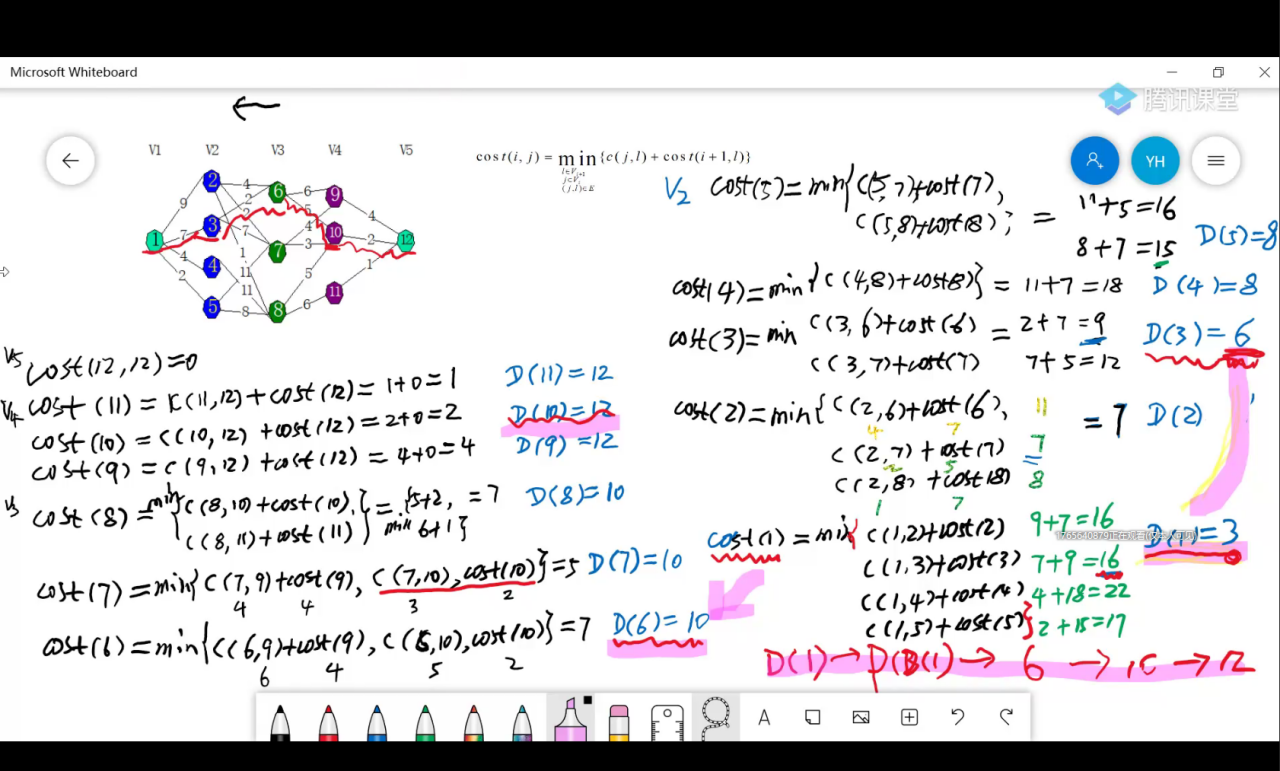 Microsoft Whiteboard
腾讯课堂
YH
V1 V2 V3 V4 V5
1 2 3 4 5 6 7 8 9 10 11 12
9 7 4 2
4 2 1 2 7 11 11 8
6 5 4 3 5 6
4 2 1
cost(i, j) = min{c(j,l) + cost(i+1,l)}
l∈V
j∈V
(j,l)∈E
V5 cost(12,12)=0
V4 cost(11)=c(11,12)+cost(12)=1+0=1 D(11)=12
cost(10)=c(10,12)+cost(12)=2+0=2 D(10)=12
cost(9)=c(9,12)+cost(12)=4+0=4 D(9)=12
V3 cost(8)=min{c(8,10)+cost(10), = {5+2, =7 D(8)=10
c(8,11)+cost(11)} min 6+1}
cost(7)=min{c(7,9)+cost(9), c(7,10),cost(10)}=5 D(7)=10
4 4 3 2
cost(6)=min{c(6,9)+cost(9), c(6,10),cost(10)}=7 D(6)=10
6 4 5 2
V2 cost(5)=min{c(5,7)+cost(7), = 11+5=16
c(5,8)+cost(8)} 8+7=15 D(5)=8
cost(4)=min{c(4,8)+cost8)} = 11+7=18 D(4)=8
cost(3)=min c(3,6)+cost(6) = 2+7=9 D(3)=6
c(3,7)+cost(7) 7+5=12
cost(2)=min{c(2,6)+cost(6), 11 =7 D(2)
4 7
c(2,7)+cost(7) 7
2 5
c(2,8)+cost(8) 8
1 7
cost(1)=min{c(1,2)+cost(2) 9+7=16 D(1)=3
c(1,3)+cost(3) 7+9=16
c(1,4)+cost(4) 4+18=22
c(1,5)+cost(5)} 2+15=17
D(1)→D(3)→6→10→12